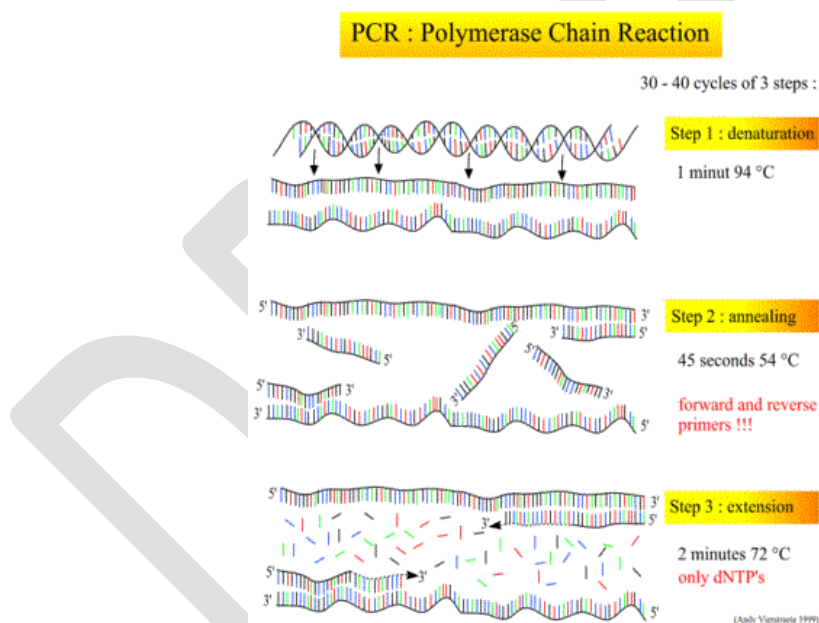 PCR : Polymerase Chain Reaction
30 - 40 cycles of 3 steps :
Step 1 : denaturation
1 minut 94 °C
5'
3'
Step 2 : annealing
3'
5'
5'
3'
5'
5'
45 seconds 54 °C
5'
3'
3'
3'
3'
5'
forward and reverse
primers !!!
5'
3'
Step 3 : extension
3'
5'
2 minutes 72 °C
only dNTP's
5'
3'
3'
5'
(Andy Vierstraete 1999)